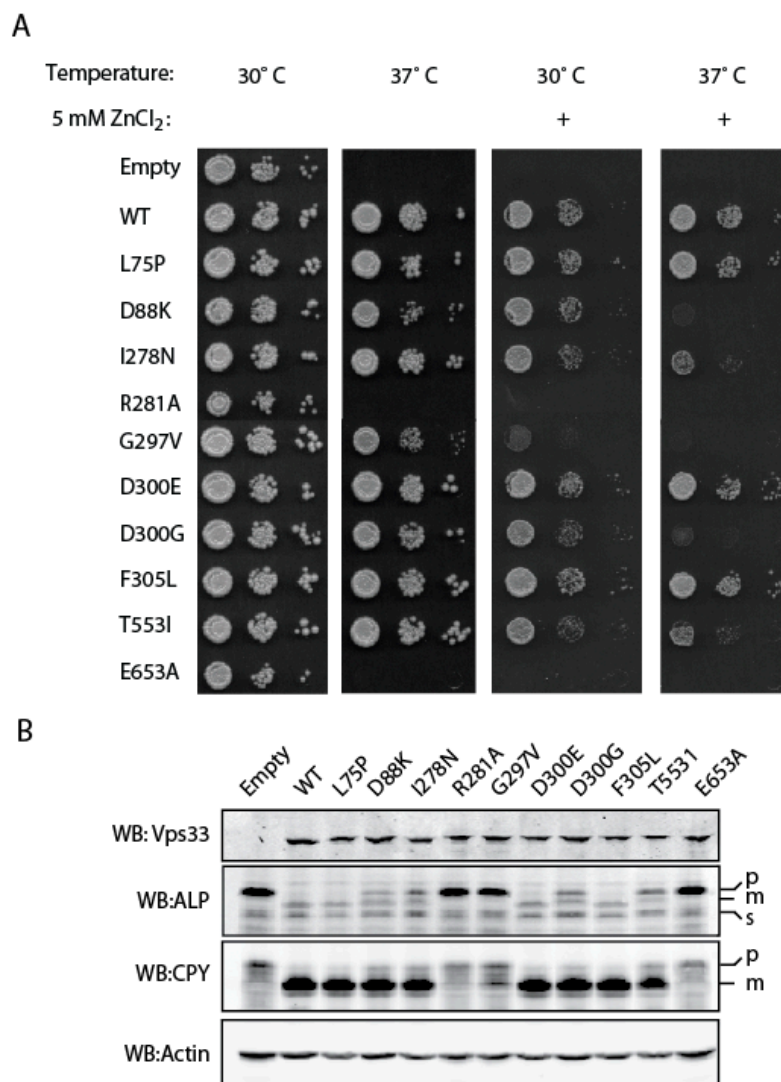 A
Temperature: 30° C 37° C 30° C 37° C
5 mM ZnCl₂: + +
Empty
WT
L75P
D88K
I278N
R281A
G297V
D300E
D300G
F305L
T553I
E653A
B
Empty WT L75P D88K I278N R281A G297V D300E D300G F305L T5531 E653A
WB: Vps33
WB:ALP p m s
WB:CPY p m
WB:Actin